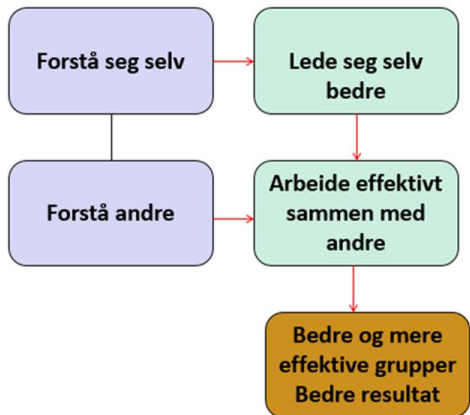 Forstå seg selv
Lede seg selv
bedre
Forstå andre
Arbeide effektivt
sammen med
andre
Bedre og mere
effektive grupper
Bedre resultat